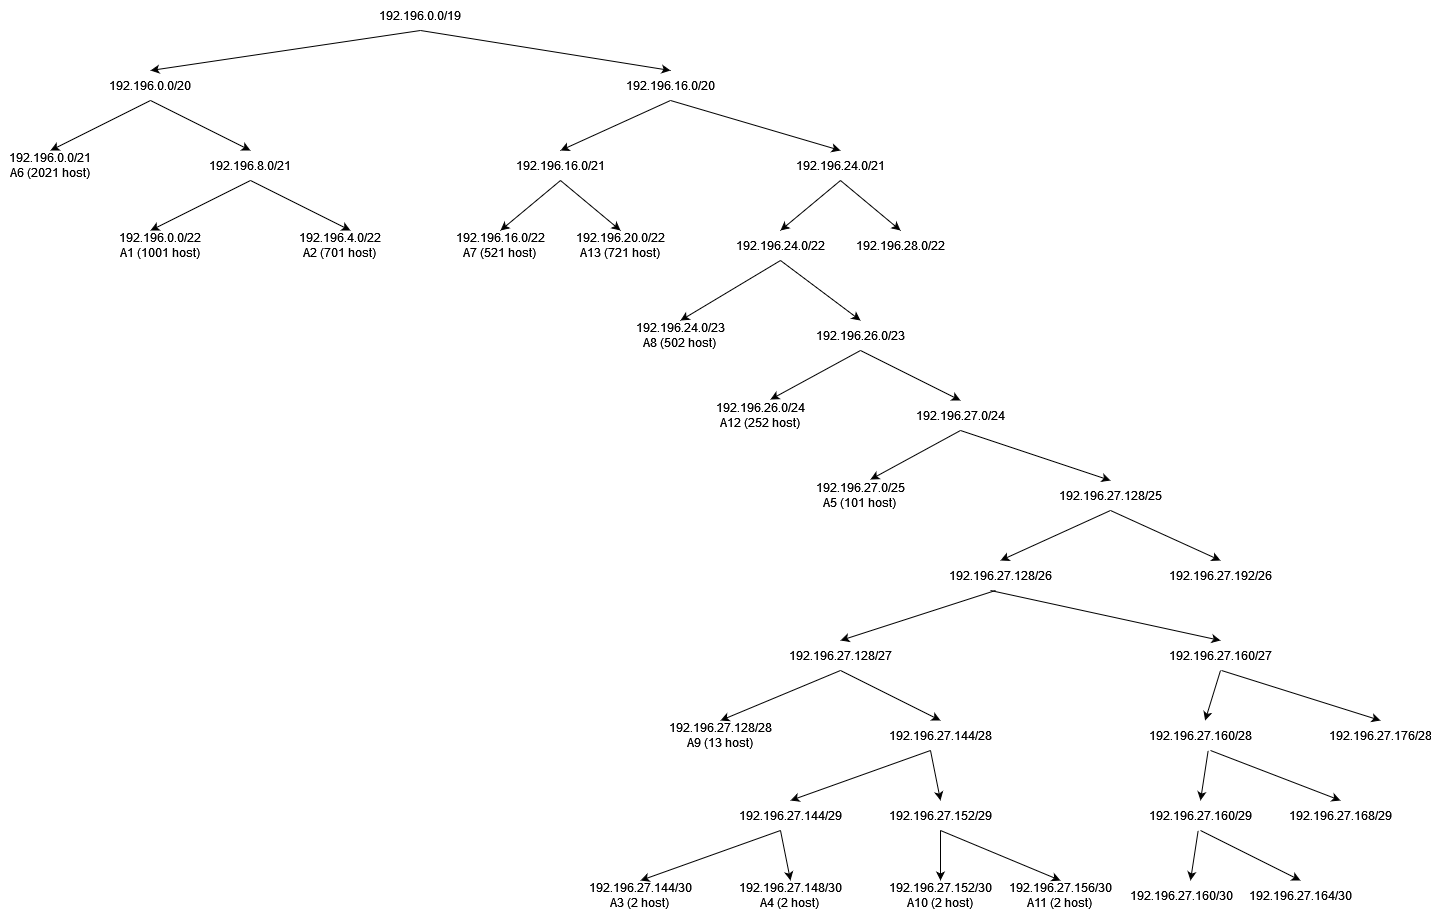 192.196.0.0/19
192.196.0.0/20
192.196.16.0/20
192.196.0.0/21
A6 (2021 host)
192.196.8.0/21
192.196.16.0/21
192.196.24.0/21
192.196.0.0/22
A1 (1001 host)
192.196.4.0/22
A2 (701 host)
192.196.16.0/22
A7 (521 host)
192.196.20.0/22
A13 (721 host)
192.196.24.0/22
192.196.28.0/22
192.196.24.0/23
A8 (502 host)
192.196.26.0/23
192.196.26.0/24
A12 (252 host)
192.196.27.0/24
192.196.27.0/25
A5 (101 host)
192.196.27.128/25
192.196.27.128/26
192.196.27.192/26
192.196.27.128/27
192.196.27.160/27
192.196.27.128/28
A9 (13 host)
192.196.27.144/28
192.196.27.160/28
192.196.27.176/28
192.196.27.144/29
192.196.27.152/29
192.196.27.160/29
192.196.27.168/29
192.196.27.144/30
A3 (2 host)
192.196.27.148/30
A4 (2 host)
192.196.27.152/30
A10 (2 host)
192.196.27.156/30
A11 (2 host)
192.196.27.160/30
192.196.27.164/30